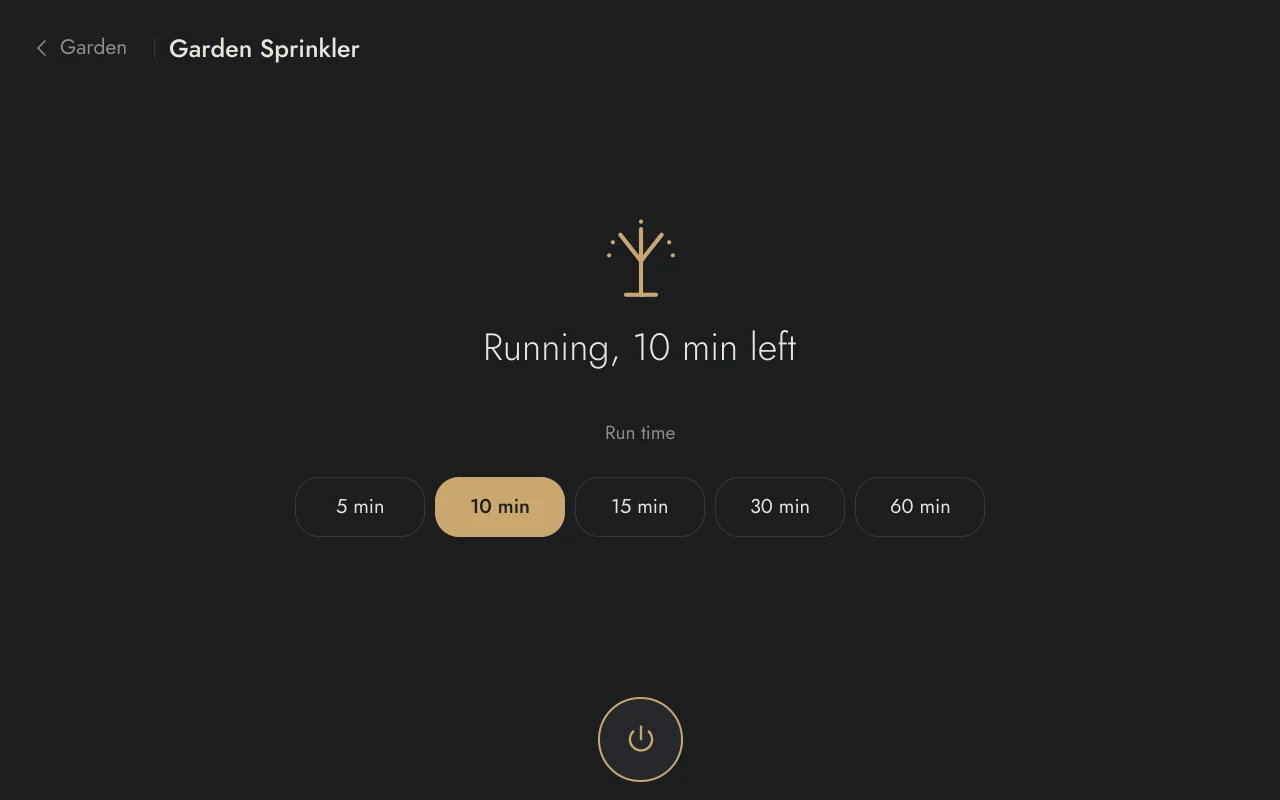 Garden
Garden Sprinkler
Running, 10 min left
Run time
5 min
10 min
15 min
30 min
60 min